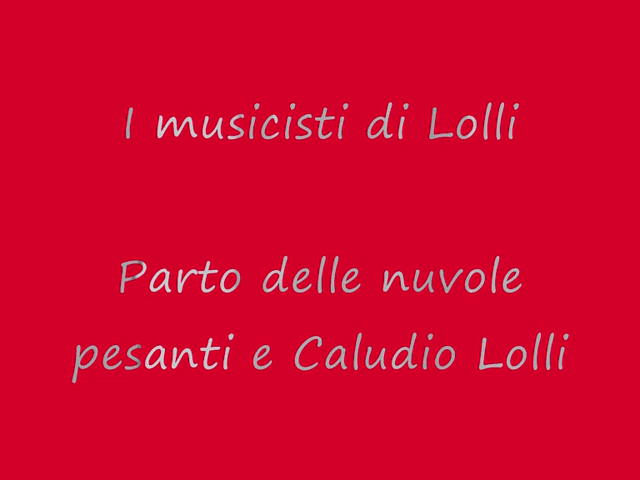 I musicisti di Lolli
Parto delle nuvole
pesanti e Caludio Lolli